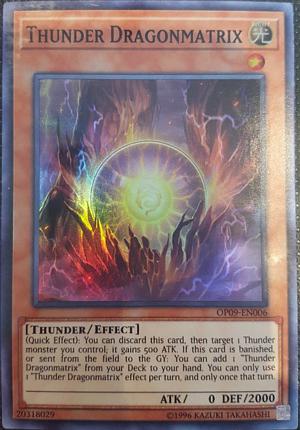 THUNDER DRAGONMATRIX
光
OP09-EN006
[THUNDER/EFFECT]
(Quick Effect): You can discard this card, then target 1 Thunder
monster you control; it gains 500 ATK. If this card is banished,
or sent from the field to the GY: You can add 1 "Thunder
Dragonmatrix" from your Deck to your hand. You can only use
1 "Thunder Dragonmatrix" effect per turn, and only once that turn.
ATK/ 0 DEF/2000
20318029 ©1996 KAZUKI TAKAHASHI